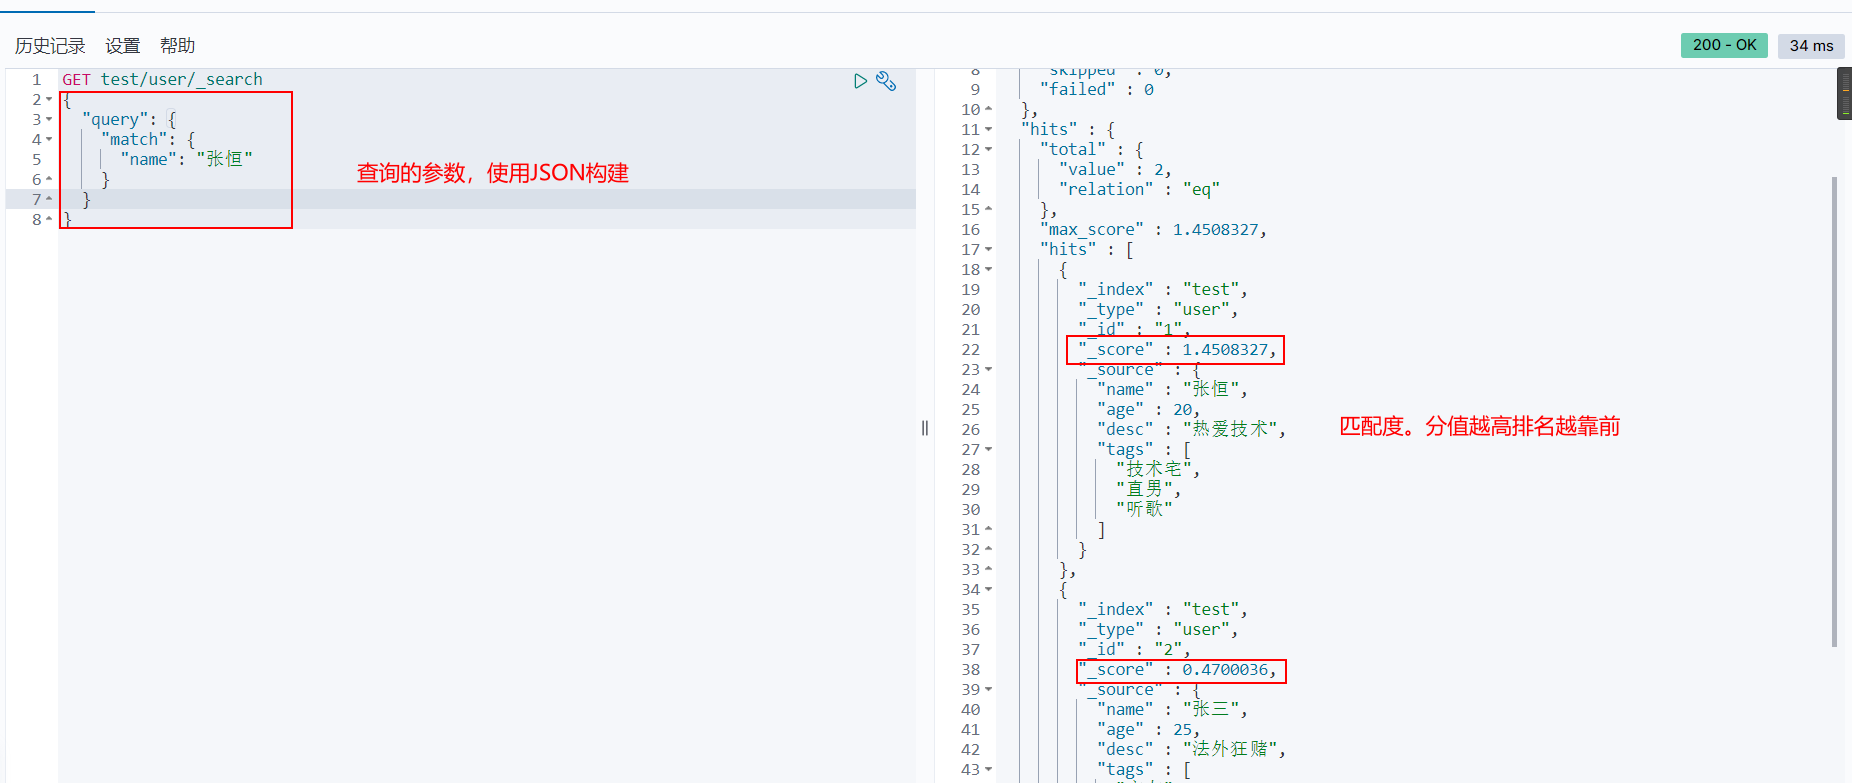 历史记录 设置 帮助
200 - OK 34 ms
1 GET test/user/_search
2 {
3 "query": {
4 "match": {
5 "name": "张恒"
6 }
7 }
8 }
查询的参数，使用JSON构建
8 "skipped" : 0,
9 "failed" : 0
10 },
11 "hits" : {
12 "total" : {
13 "value" : 2,
14 "relation" : "eq"
15 },
16 "max_score" : 1.4508327,
17 "hits" : [
18 {
19 "_index" : "test",
20 "_type" : "user",
21 "_id" : "1",
22 "_score" : 1.4508327,
23 "_source" : {
24 "name" : "张恒",
25 "age" : 20,
26 "desc" : "热爱技术",
27 "tags" : [
28 "技术宅",
29 "直男",
30 "听歌"
31 ]
32 }
33 },
34 {
35 "_index" : "test",
36 "_type" : "user",
37 "_id" : "2",
38 "_score" : 0.4700036,
39 "_source" : {
40 "name" : "张三",
41 "age" : 25,
42 "desc" : "法外狂赌",
43 "tags" : [
匹配度。分值越高排名越靠前